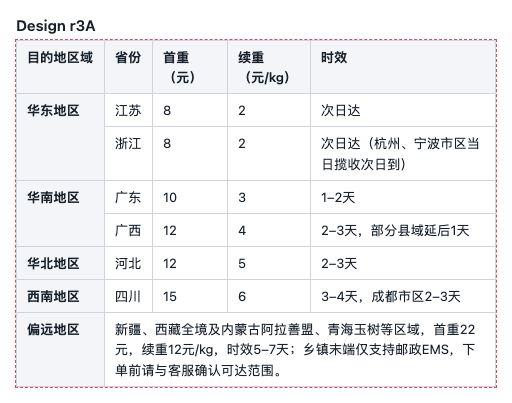 Design r3A
目的地区域 省份 首重 续重 时效
（元） （元/kg）
华东地区 江苏 8 2 次日达
浙江 8 2 次日达（杭州、宁波市区当
日揽收次日到）
华南地区 广东 10 3 1–2天
广西 12 4 2–3天，部分县域延后1天
华北地区 河北 12 5 2–3天
西南地区 四川 15 6 3–4天，成都市区2–3天
偏远地区 新疆、西藏全境及内蒙古阿拉善盟、青海玉树等区域，首重22
元，续重12元/kg，时效5–7天；乡镇末端仅支持邮政EMS，下
单前请与客服确认可达范围。